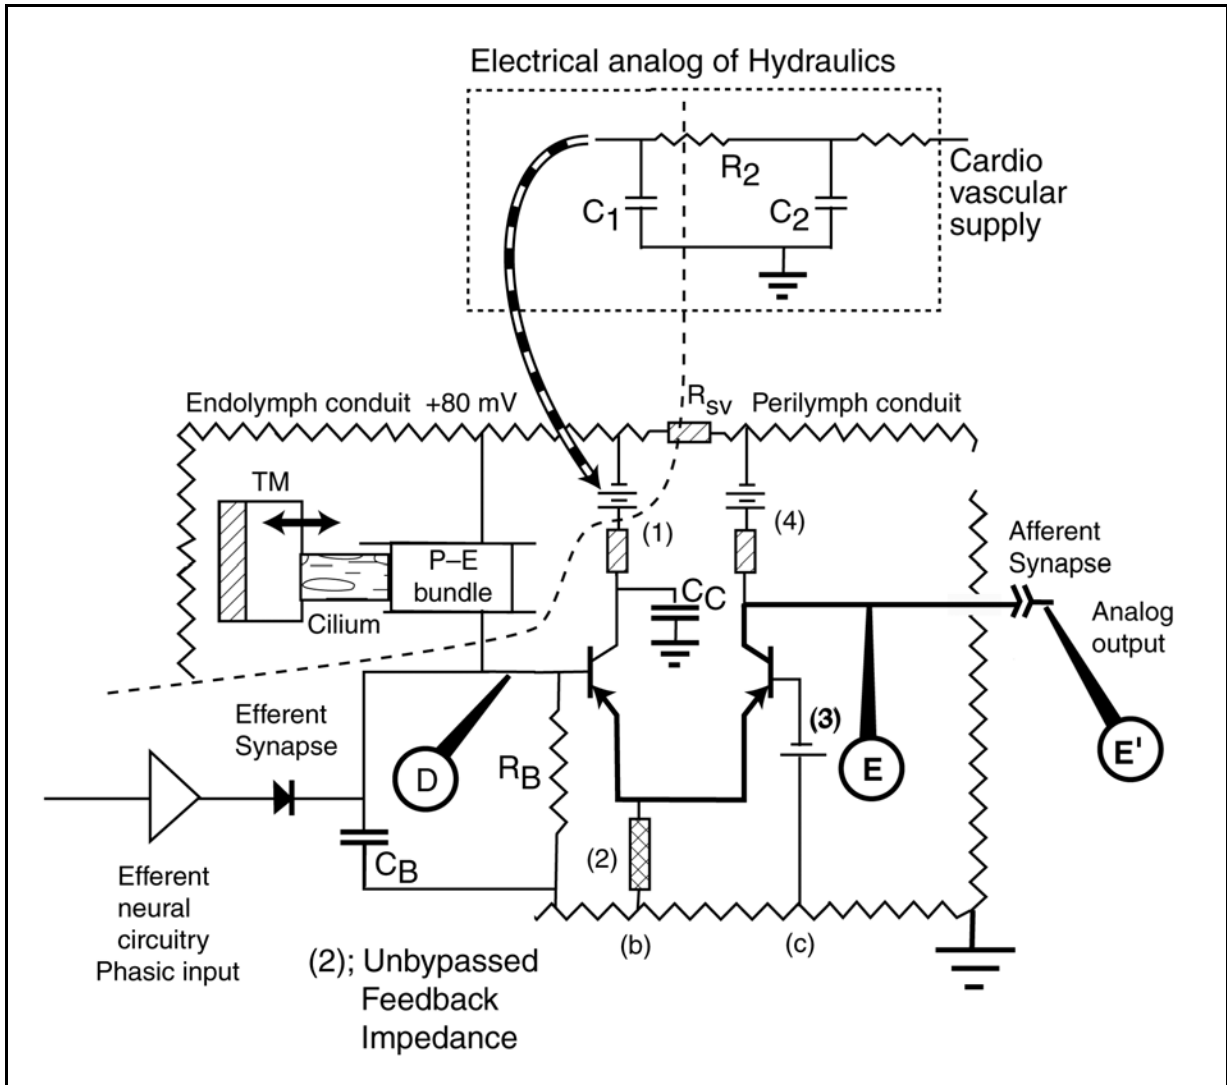 Electrical analog of Hydraulics
R2
C1
C2
Cardio
vascular
supply
Endolymph conduit +80 mV
Rsv
Perilymph conduit
TM
(1)
(4)
P–E
bundle
Cilium
CC
Afferent
Synapse
Analog
output
Efferent
Synapse
D
RB
(3)
E
E'
CB
(2)
Efferent
neural
circuitry
Phasic input
(b)
(c)
(2); Unbypassed
Feedback
Impedance